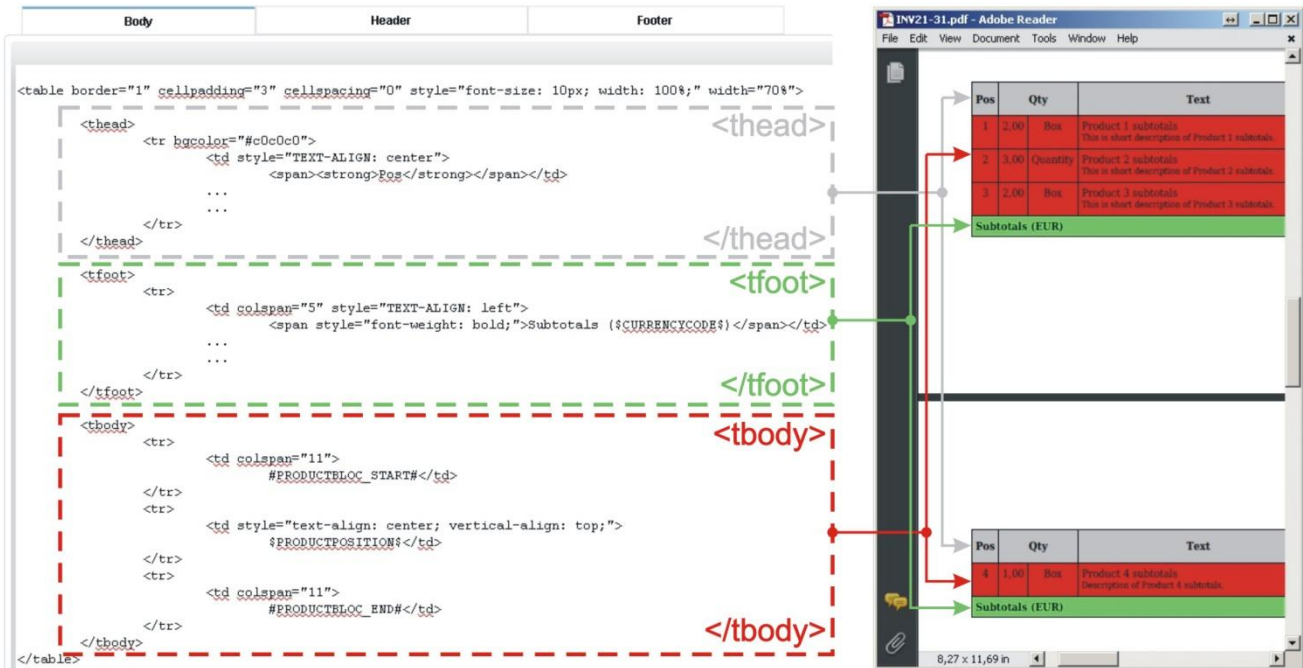 Body Header Footer
<table border="1" cellpadding="3" cellspacing="0" style="font-size: 10px; width: 100%;" width="70%">
<thead>
<thead>
<tr bgcolor="#c0c0c0">
<td style="TEXT-ALIGN: center">
<span><strong>Pos</strong></span></td>
...
...
</tr>
</thead>
</thead>
<tfoot>
<tfoot>
<tr>
<td colspan="5" style="TEXT-ALIGN: left">
<span style="font-weight: bold;">Subtotals ($CURRENCYCODE$)</span></td>
...
...
</tr>
</tfoot>
</tfoot>
<tbody>
<tbody>
<tr>
<td colspan="11">
#PRODUCTBLOC_START#</td>
</tr>
<tr>
<td style="text-align: center; vertical-align: top;">
$PRODUCTPOSITION$</td>
</tr>
<tr>
<td colspan="11">
#PRODUCTBLOC_END#</td>
</tr>
</tbody>
</tbody>
</table>
INV21-31.pdf - Adobe Reader
File Edit View Document Tools Window Help
Pos Qty Text
1 2,00 Box Product 1 subtotals
This is short description of Product 1 subtotals.
2 3,00 Quantity Product 2 subtotals
This is short description of Product 2 subtotals.
3 2,00 Box Product 3 subtotals
This is short description of Product 3 subtotals.
Subtotals (EUR)
Pos Qty Text
4 1,00 Box Product 4 subtotals
Description of Product 4 subtotals.
Subtotals (EUR)
8,27 x 11,69 in